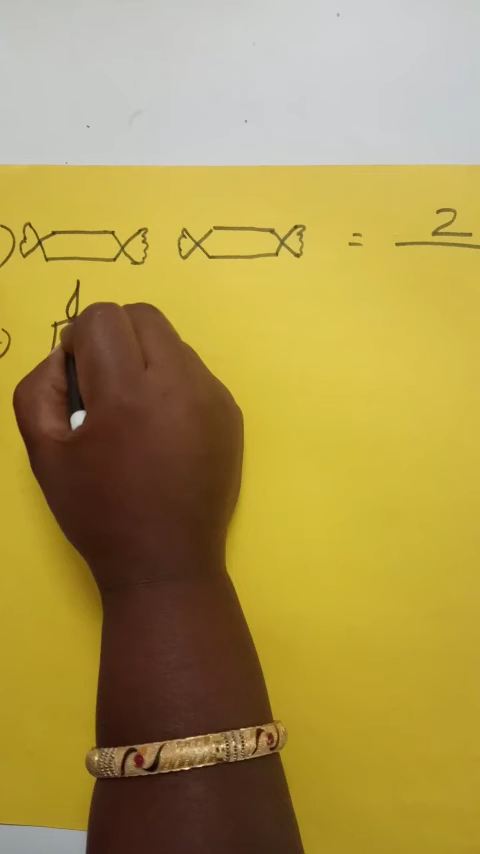 ) = 2
)